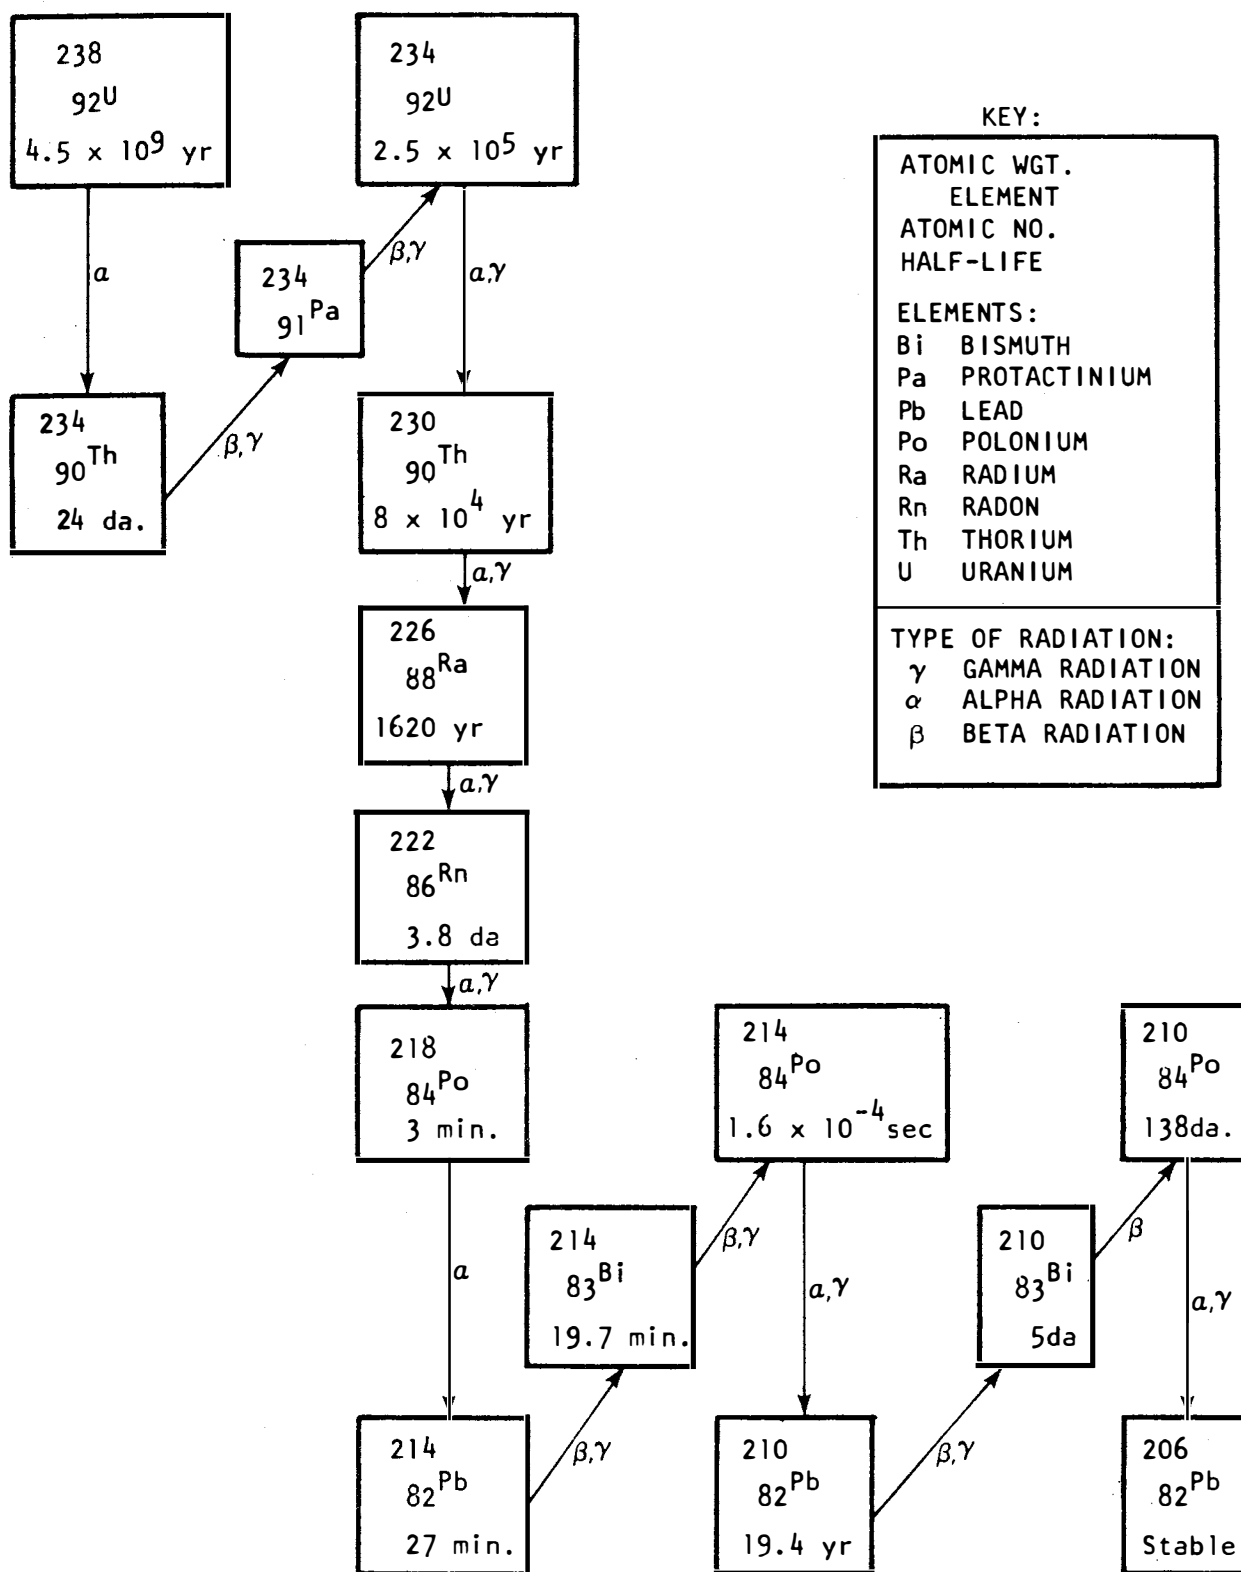 238
92U
4.5 x 10⁹ yr
234
92U
2.5 x 10⁵ yr
α
234
91Pa
β,γ
α,γ
234
90Th
24 da.
β,γ
230
90Th
8 x 10⁴ yr
α,γ
226
88Ra
1620 yr
α,γ
222
86Rn
3.8 da
α,γ
218
84Po
3 min.
α
214
82Pb
27 min.
β,γ
214
83Bi
19.7 min.
β,γ
214
84Po
1.6 x 10⁻⁴ sec
α,γ
210
82Pb
19.4 yr
β,γ
210
83Bi
5da
β
210
84Po
138da.
α,γ
206
82Pb
Stable
KEY:
ATOMIC WGT.
ELEMENT
ATOMIC NO.
HALF-LIFE
ELEMENTS:
Bi BISMUTH
Pa PROTACTINIUM
Pb LEAD
Po POLONIUM
Ra RADIUM
Rn RADON
Th THORIUM
U URANIUM
TYPE OF RADIATION:
γ GAMMA RADIATION
α ALPHA RADIATION
β BETA RADIATION